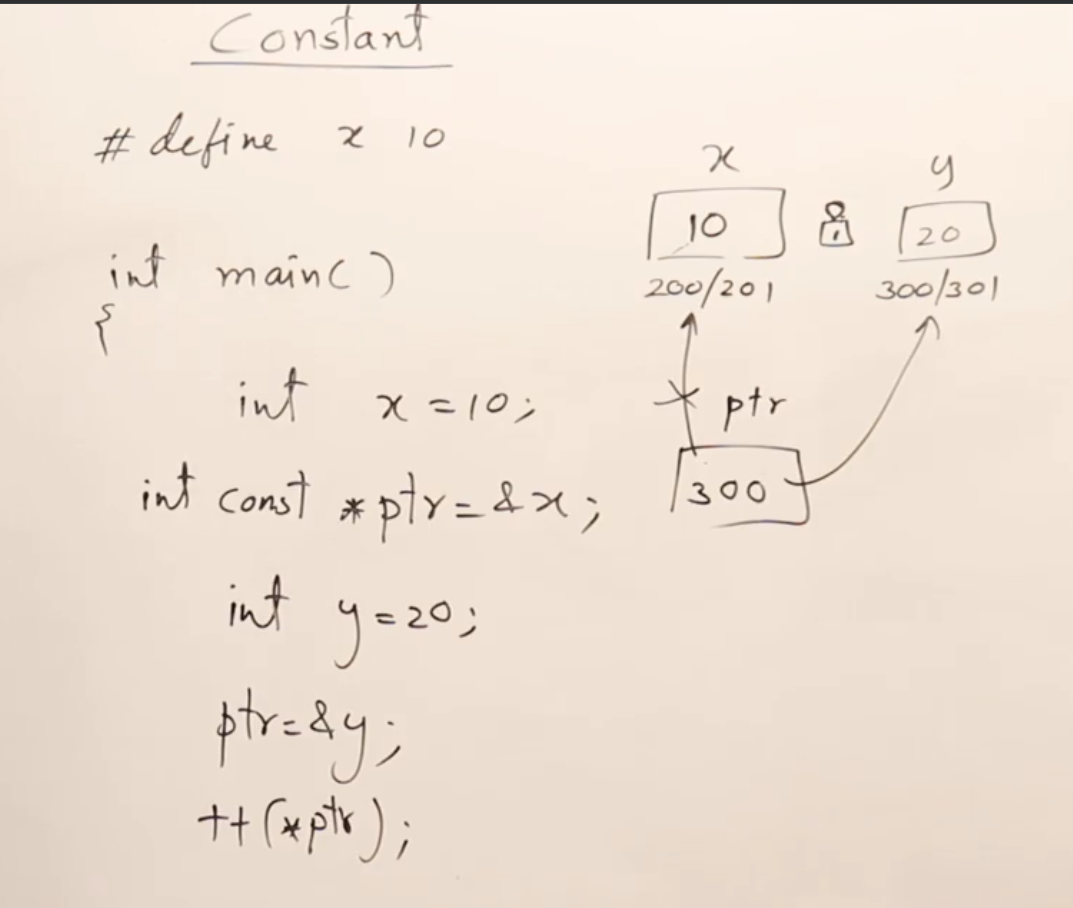 Constant
# define x 10
int main()
{
int x = 10;
int const *ptr = &x;
int y = 20;
ptr = &y;
++(*ptr);
x
10
200/201
y
20
300/301
ptr
300